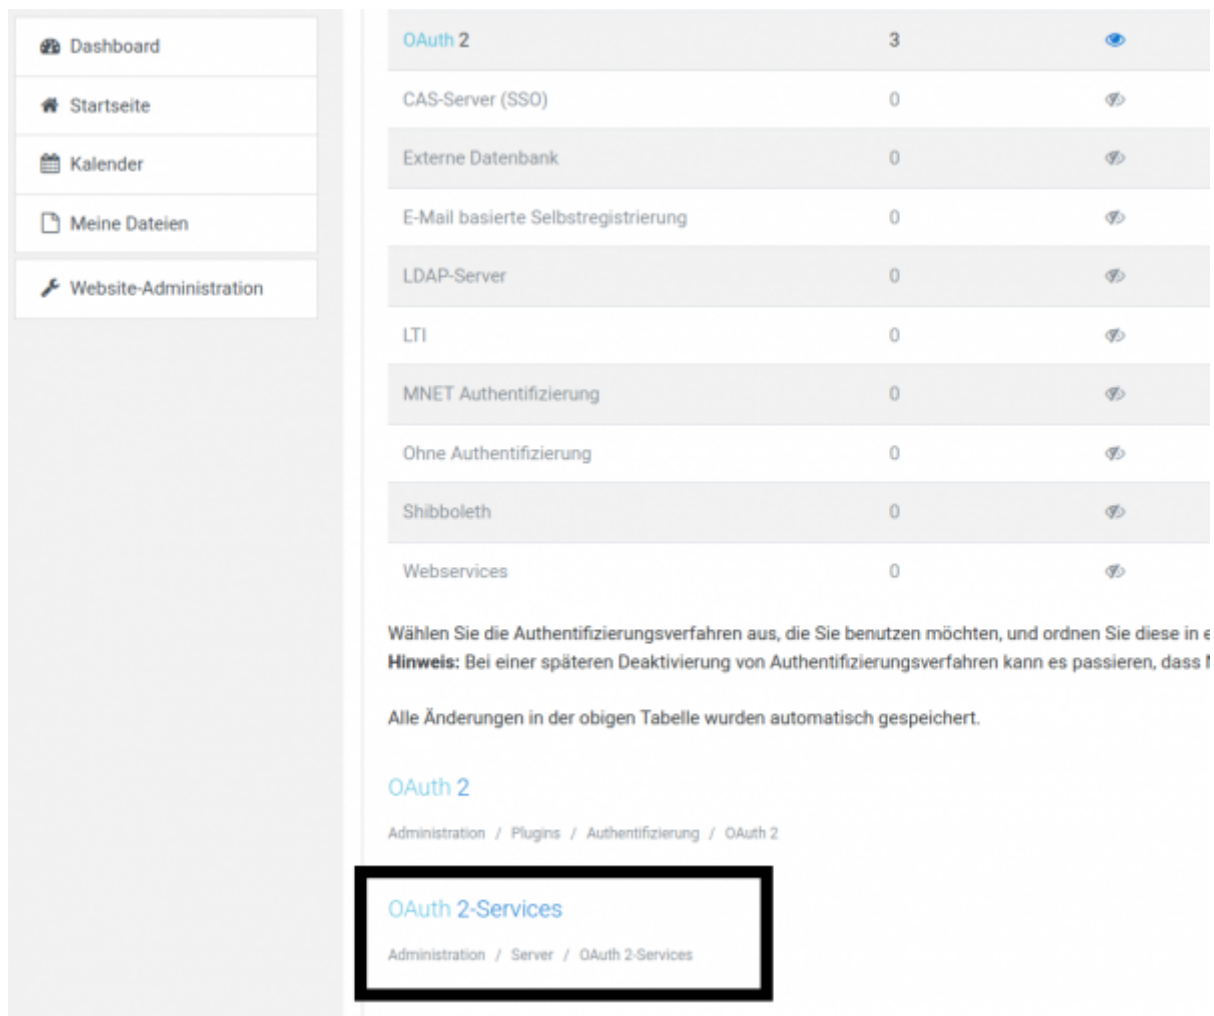 Dashboard
Startseite
Kalender
Meine Dateien
Website-Administration
OAuth 2 3
CAS-Server (SSO) 0
Externe Datenbank 0
E-Mail basierte Selbstregistrierung 0
LDAP-Server 0
LTI 0
MNET Authentifizierung 0
Ohne Authentifizierung 0
Shibboleth 0
Webservices 0
Wählen Sie die Authentifizierungsverfahren aus, die Sie benutzen möchten, und ordnen Sie diese in
Hinweis: Bei einer späteren Deaktivierung von Authentifizierungsverfahren kann es passieren, dass
Alle Änderungen in der obigen Tabelle wurden automatisch gespeichert.
OAuth 2
Administration / Plugins / Authentifizierung / OAuth 2
OAuth 2-Services
Administration / Server / OAuth 2-Services